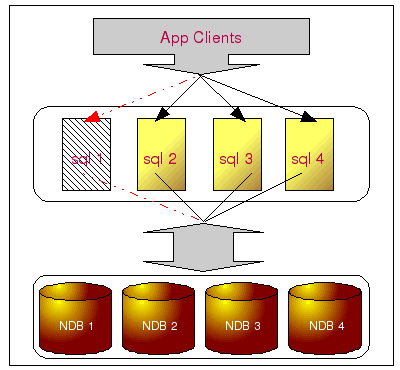 App Clients
sql 1
sql 2
sql 3
sql 4
NDB 1
NDB 2
NDB 3
NDB 4